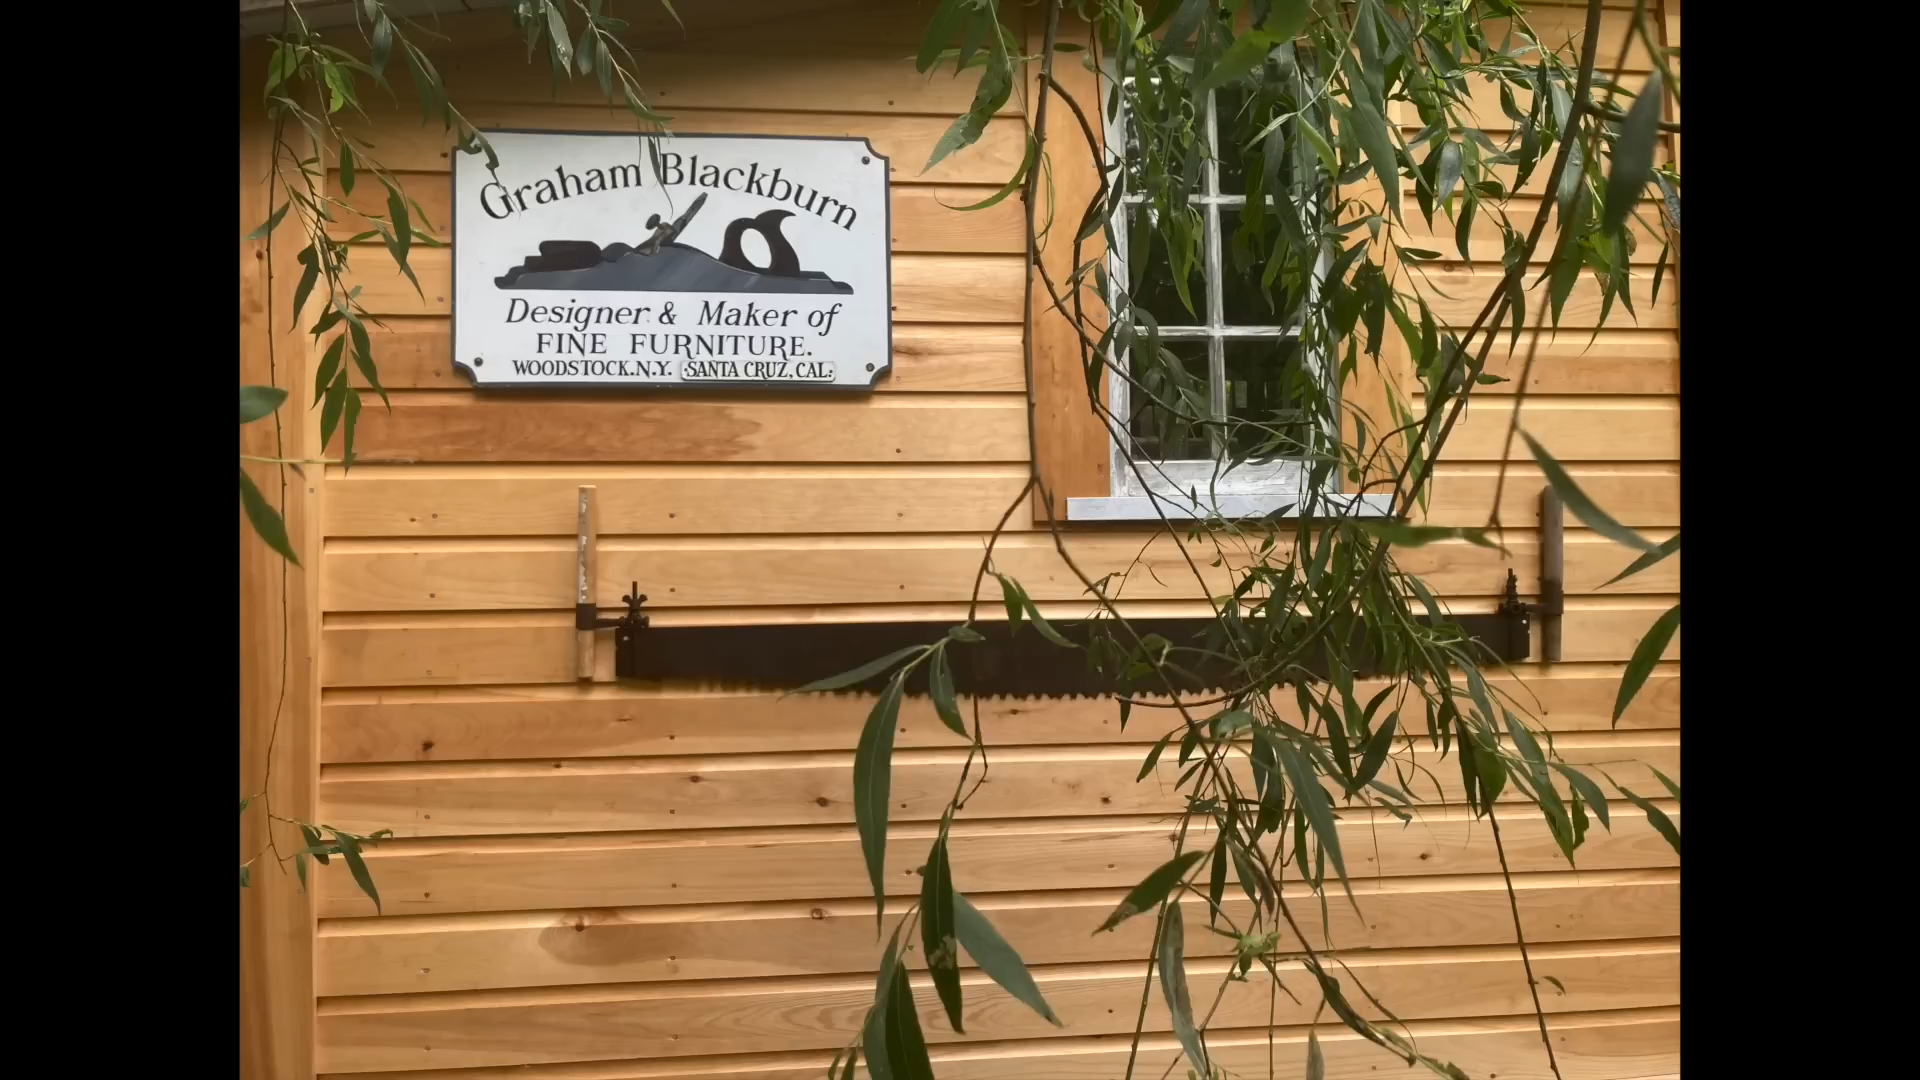 Graham Blackburn
Designer & Maker of
FINE FURNITURE.
WOODSTOCK.N.Y. :SANTA CRUZ, CAL: